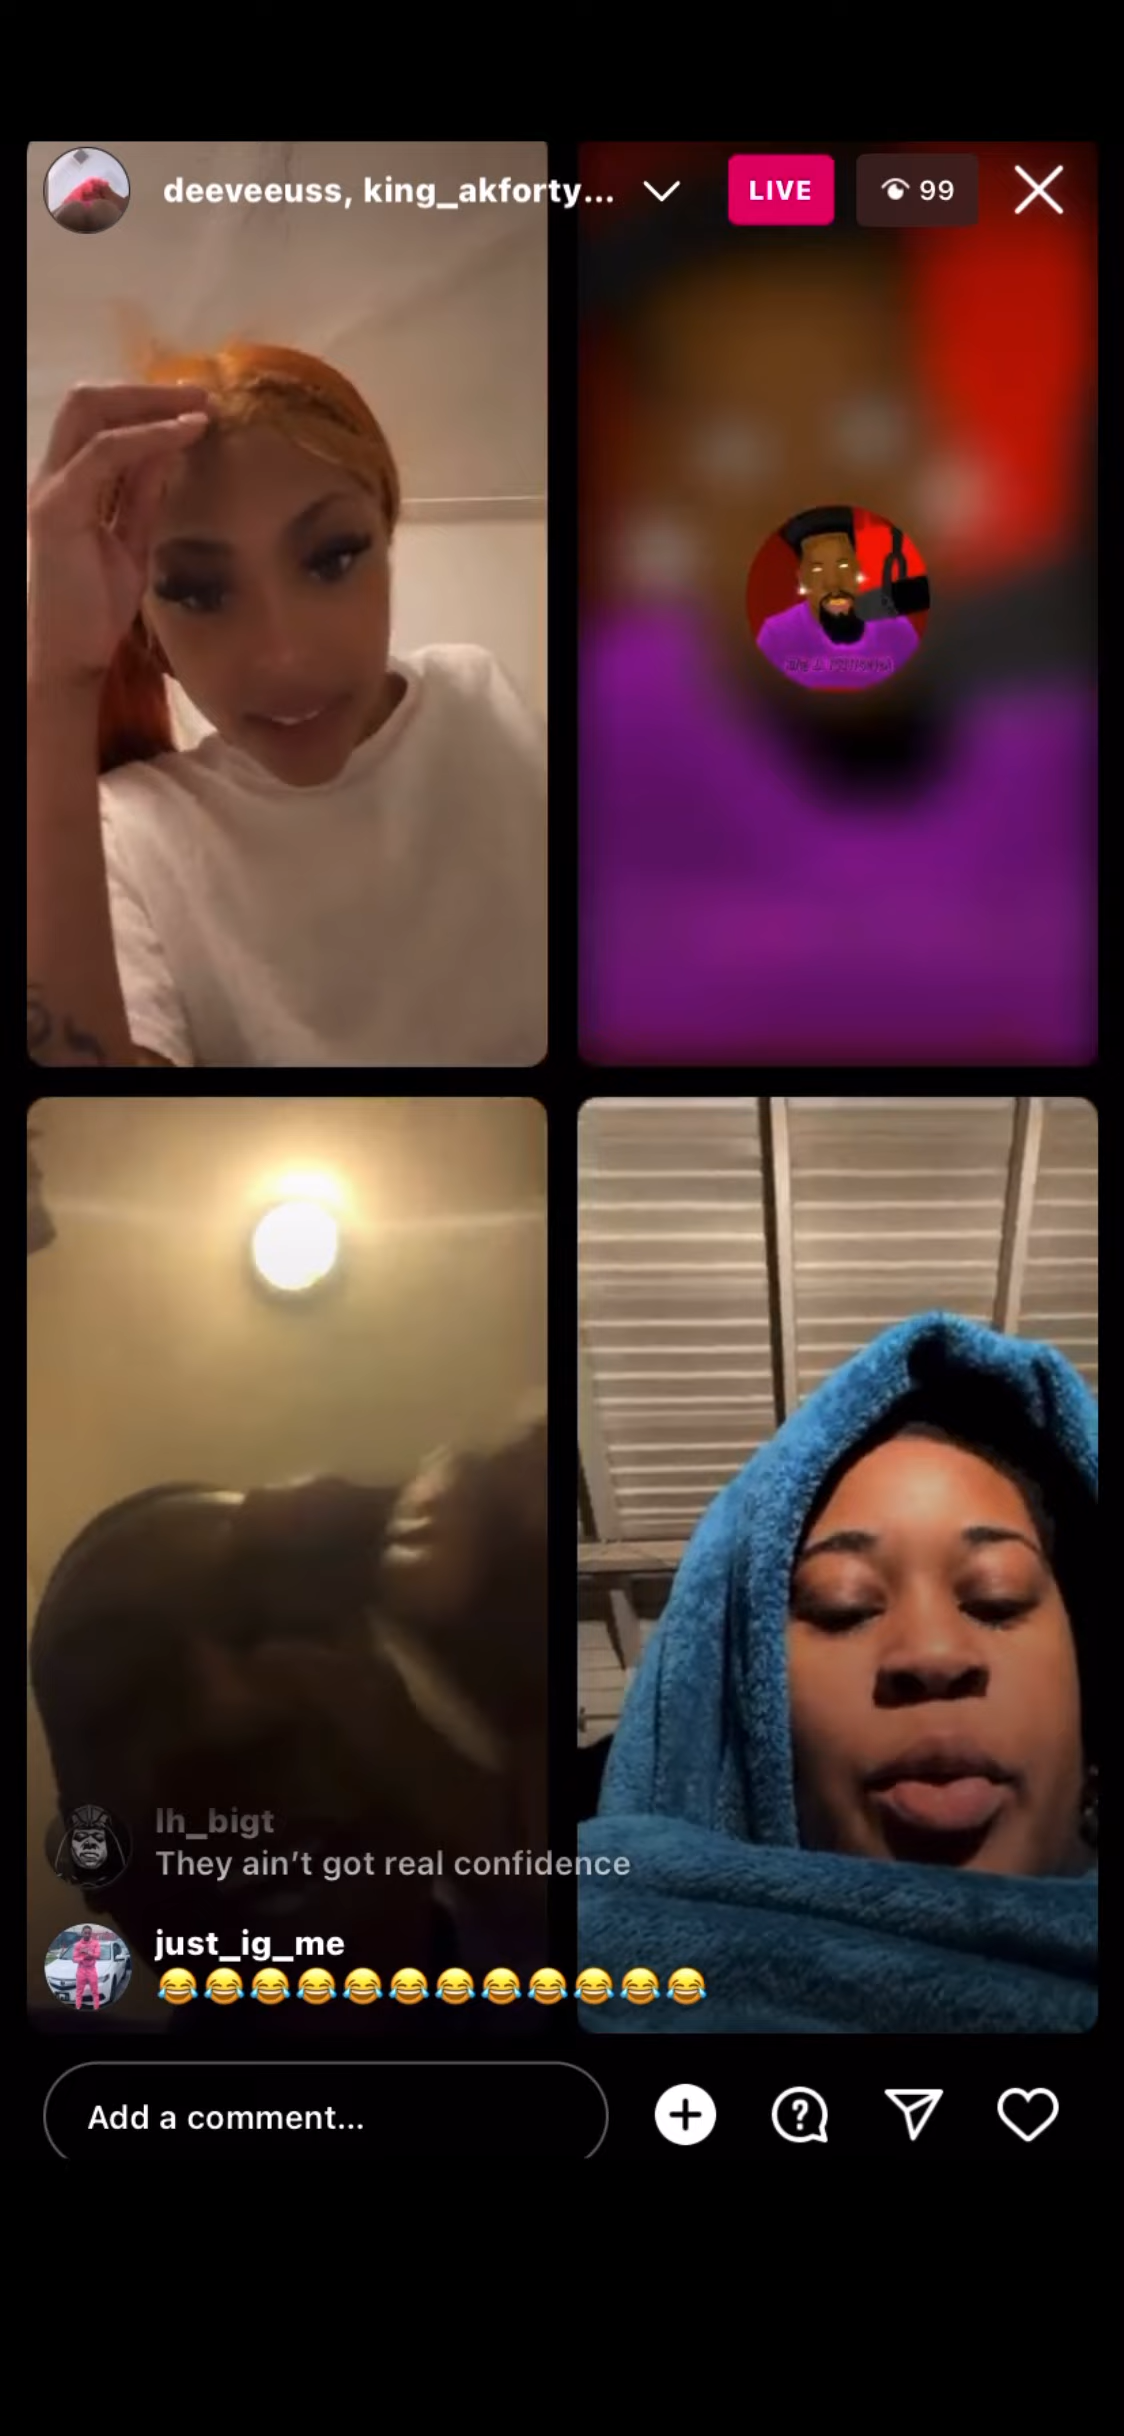 deeveeuss, king_akforty...
LIVE
99
lh_bigt
They ain't got real confidence
just_ig_me
😂😂😂😂😂😂😂😂😂😂😂😂
Add a comment...